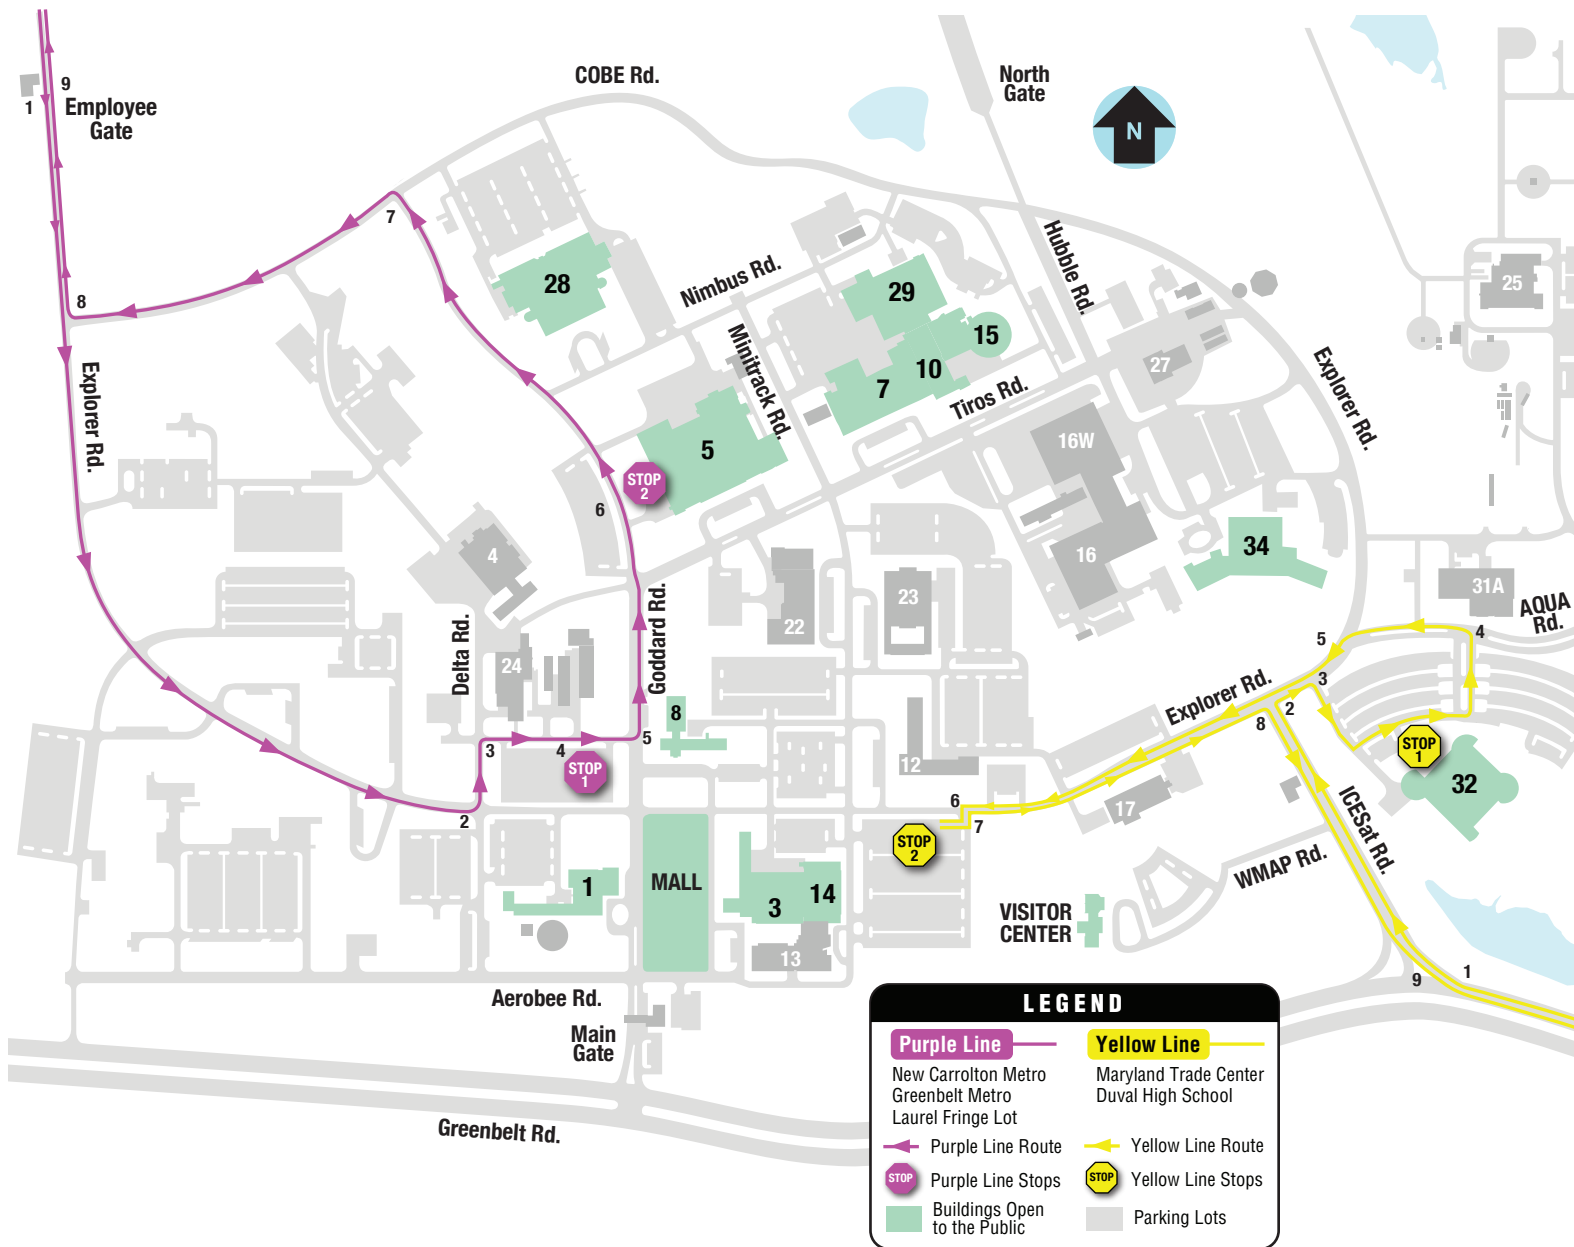 COBE Rd.
North
Gate
N
9
1
Employee
Gate
7
Hubble Rd.
28
Nimbus Rd.
29
25
8
15
Minitrack Rd.
10
27
7
Explorer Rd.
Explorer Rd.
Tiros Rd.
16W
5
STOP
2
6
4
16
34
31A
AQUA
Rd.
23
22
Goddard Rd.
Delta Rd.
24
5
4
3
Explorer Rd.
2
8
8
3
4
5
STOP
1
STOP
1
12
32
17
2
6
7
STOP
2
ICESat Rd.
WMAP Rd.
1
MALL
14
3
VISITOR
CENTER
13
9
1
Aerobee Rd.
Main
Gate
Greenbelt Rd.
LEGEND
Purple Line
Yellow Line
New Carrolton Metro
Greenbelt Metro
Laurel Fringe Lot
Maryland Trade Center
Duval High School
Purple Line Route
Yellow Line Route
STOP
Purple Line Stops
STOP
Yellow Line Stops
Buildings Open
to the Public
Parking Lots